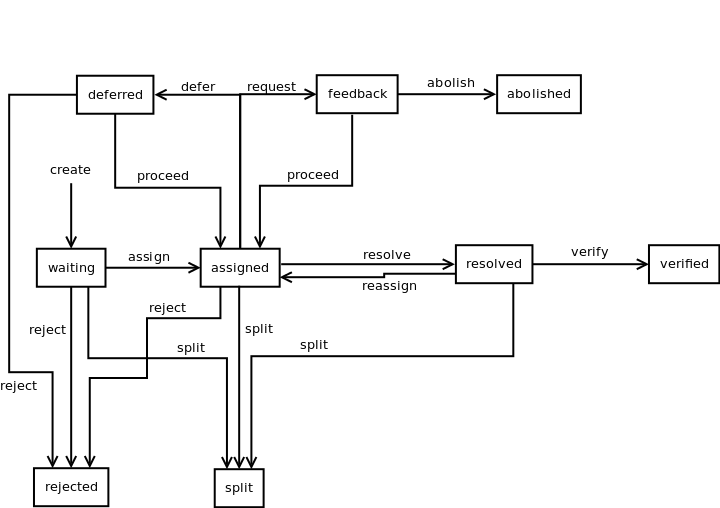 defer
request
abolish
deferred
feedback
abolished
create
proceed
proceed
assign
resolve
verify
waiting
assigned
resolved
verified
reassign
reject
reject
split
split
split
reject
rejected
split